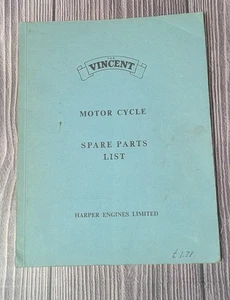 VINCENT
MOTOR CYCLE
SPARE PARTS
LIST
HARPER ENGINES LIMITED